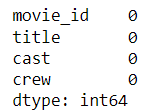 movie_id    0
title       0
cast        0
crew        0
dtype: int64